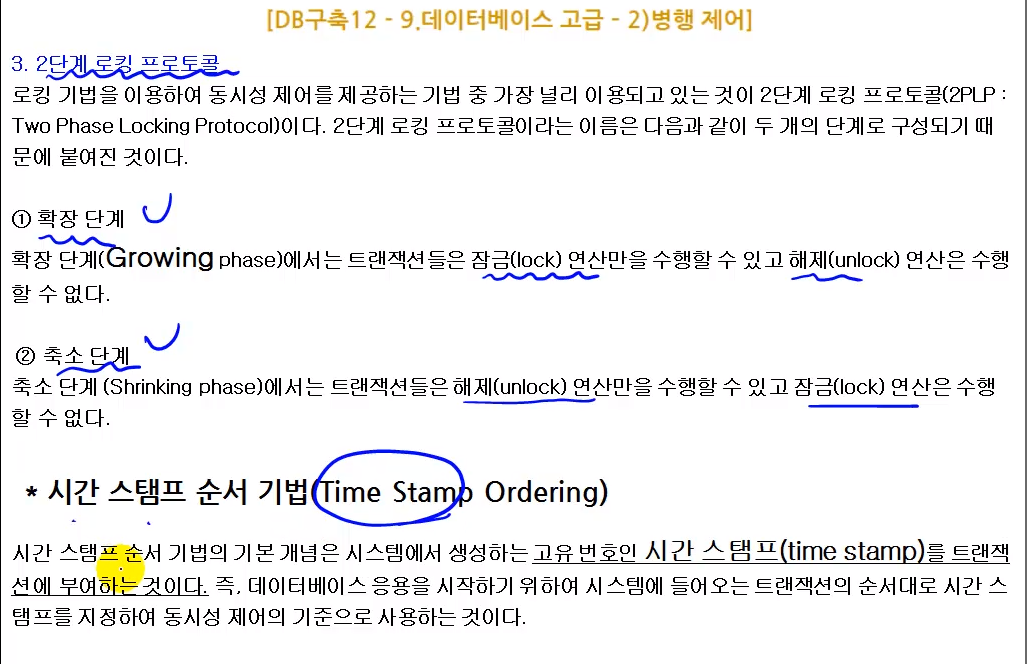 [DB구축12 - 9.데이터베이스 고급 - 2)병행 제어]
3. 2단계 로킹 프로토콜
로킹 기법을 이용하여 동시성 제어를 제공하는 기법 중 가장 널리 이용되고 있는 것이 2단계 로킹 프로토콜(2PLP :
Two Phase Locking Protocol)이다. 2단계 로킹 프로토콜이라는 이름은 다음과 같이 두 개의 단계로 구성되기 때
문에 붙여진 것이다.
① 확장 단계
확장 단계(Growing phase)에서는 트랜잭션들은 잠금(lock) 연산만을 수행할 수 있고 해제(unlock) 연산은 수행
할 수 없다.
② 축소 단계
축소 단계 (Shrinking phase)에서는 트랜잭션들은 해제(unlock) 연산만을 수행할 수 있고 잠금(lock) 연산은 수행
할 수 없다.
* 시간 스탬프 순서 기법(Time Stamp Ordering)
시간 스탬프 순서 기법의 기본 개념은 시스템에서 생성하는 고유 번호인 시간 스탬프(time stamp)를 트랜잭
션에 부여하는 것이다. 즉, 데이터베이스 응용을 시작하기 위하여 시스템에 들어오는 트랜잭션의 순서대로 시간 스
탬프를 지정하여 동시성 제어의 기준으로 사용하는 것이다.